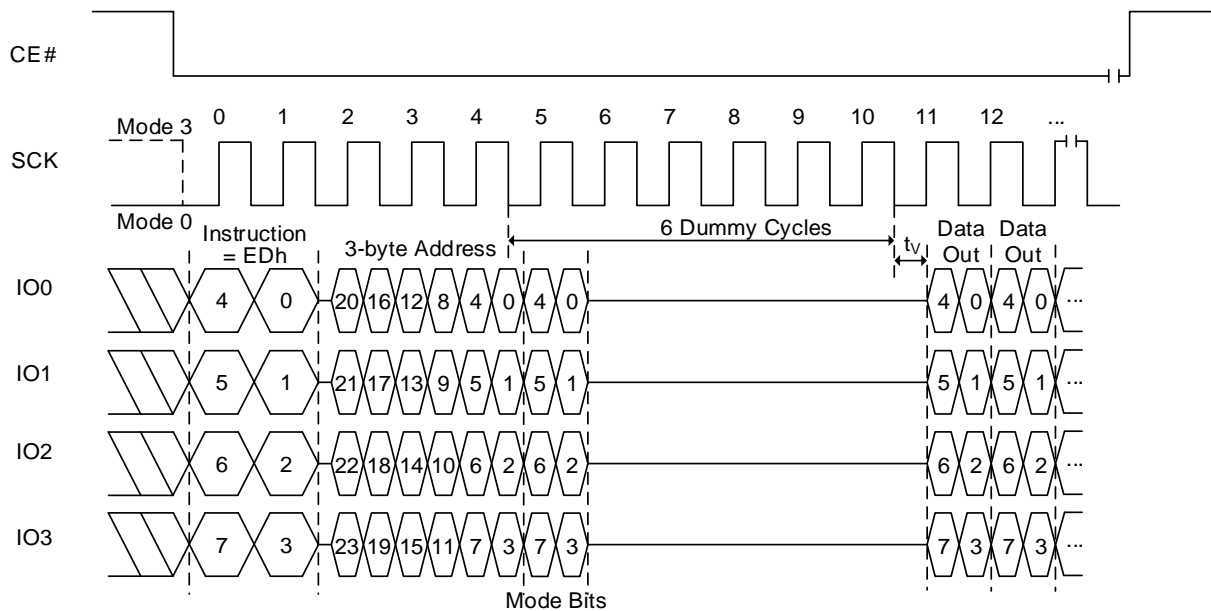 CE#
0 1 2 3 4 5 6 7 8 9 10 11 12 ...
Mode 3
SCK
Mode 0
Instruction
= EDh
3-byte Address
6 Dummy Cycles
tV
Data
Out
Data
Out
IO0 4 0 20 16 12 8 4 0 4 0 4 0 4 0 ...
IO1 5 1 21 17 13 9 5 1 5 1 5 1 5 1 ...
IO2 6 2 22 18 14 10 6 2 6 2 6 2 6 2 ...
IO3 7 3 23 19 15 11 7 3 7 3 7 3 7 3 ...
Mode Bits